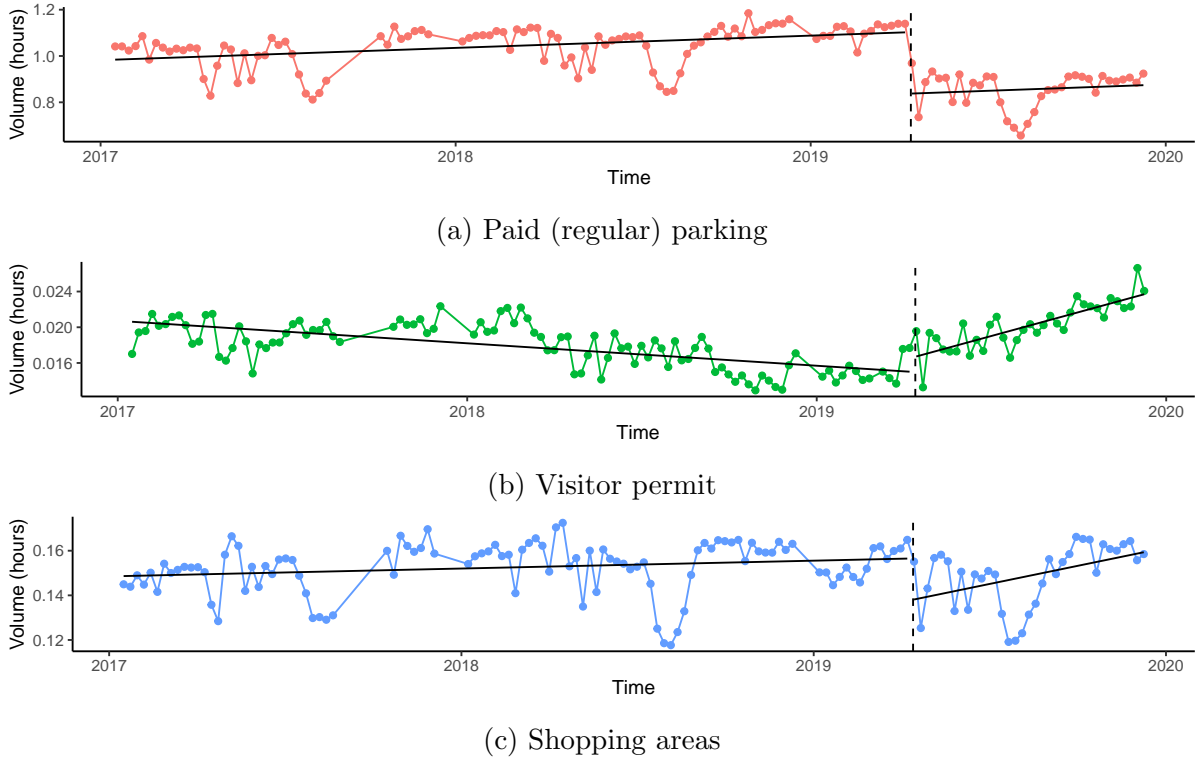 Volume (hours)
1.2
1.0
0.8
2017 2018 2019 2020
Time
(a) Paid (regular) parking
Volume (hours)
0.024
0.020
0.016
2017 2018 2019 2020
Time
(b) Visitor permit
Volume (hours)
0.16
0.14
0.12
2017 2018 2019 2020
Time
(c) Shopping areas